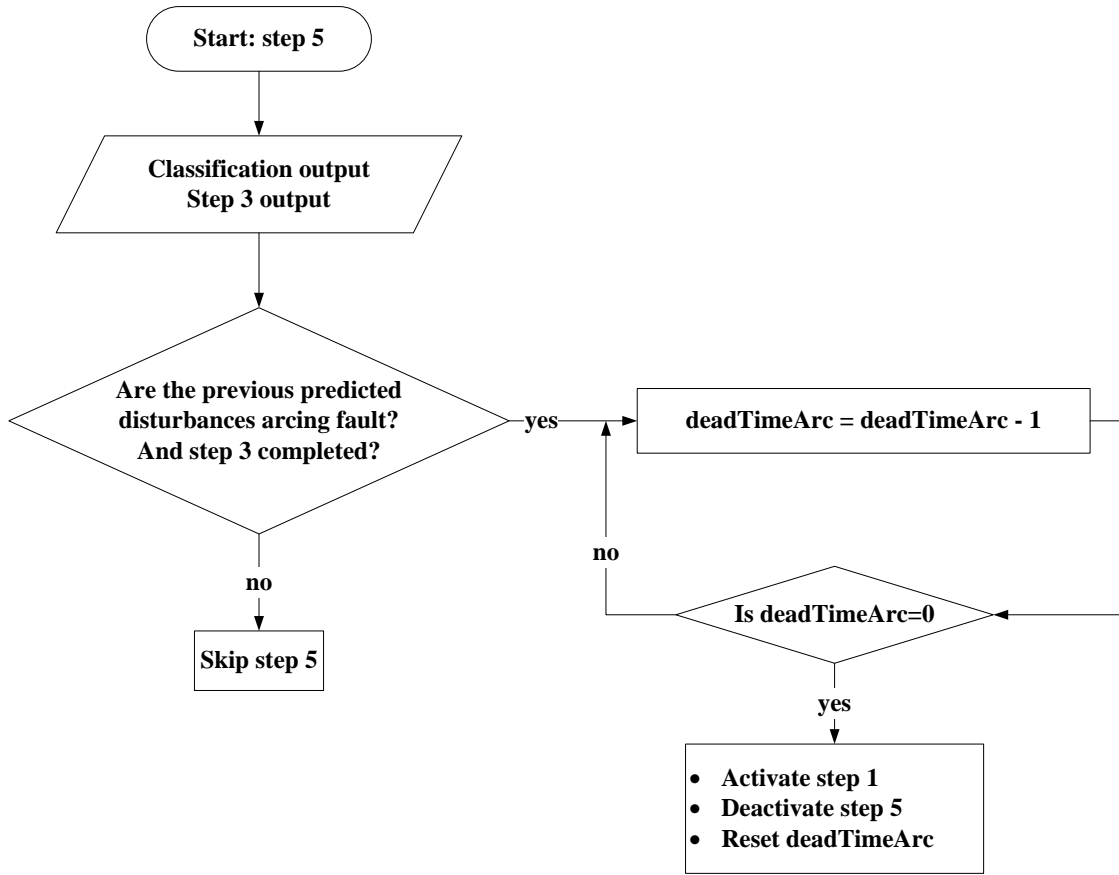 Start: step 5
Classification output
Step 3 output
Are the previous predicted
disturbances arcing fault?
And step 3 completed?
yes
deadTimeArc = deadTimeArc - 1
no
Skip step 5
no
Is deadTimeArc=0
yes
• Activate step 1
• Deactivate step 5
• Reset deadTimeArc